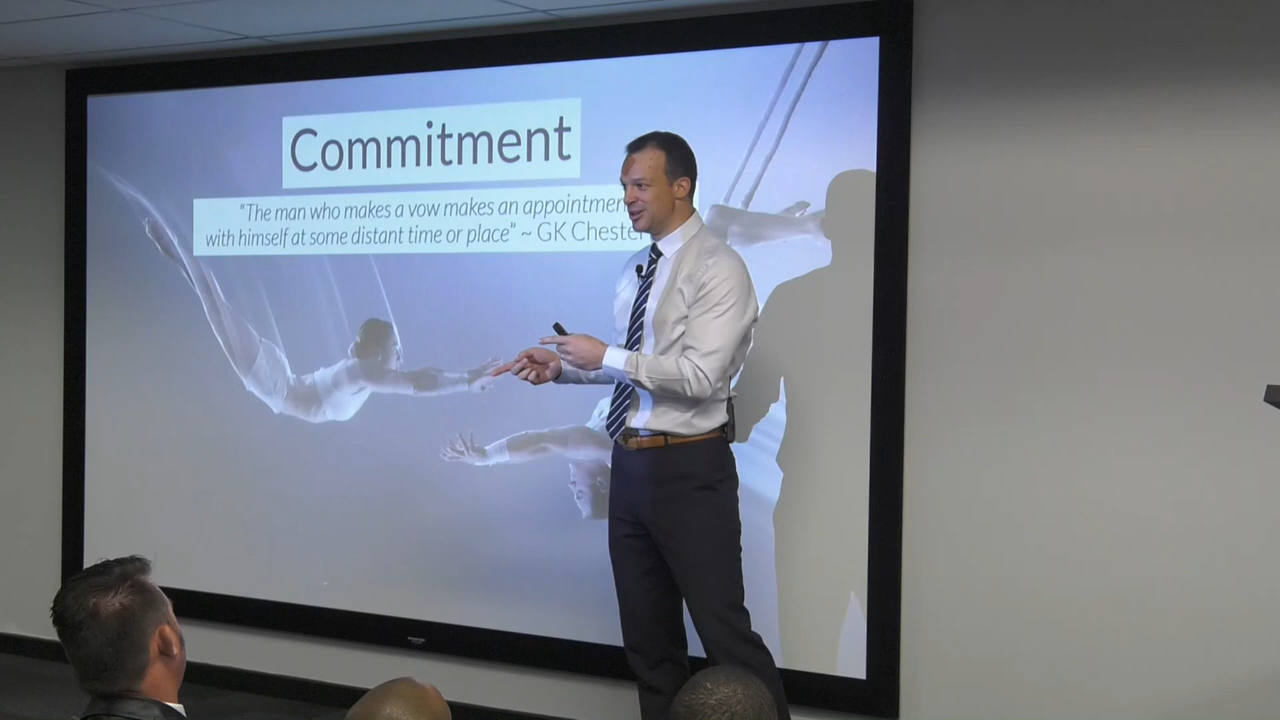 Commitment
“The man who makes a vow makes an
with himself at some distant time or place” ~ GK